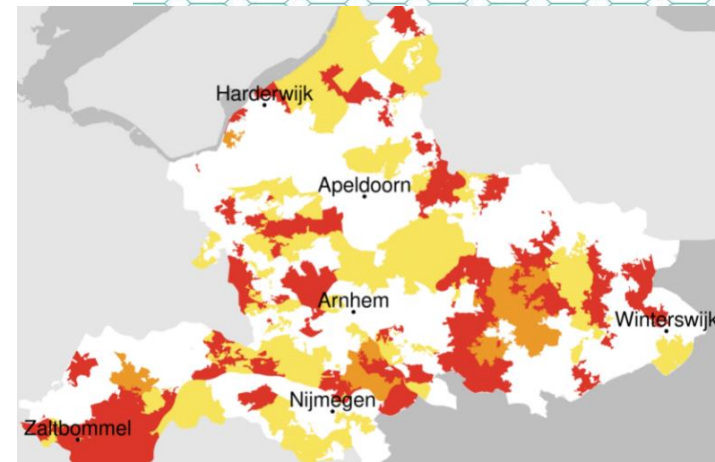 Harderwijk
Apeldoorn
Arnhem
Winterswijk
Nijmegen
Zaltbommel